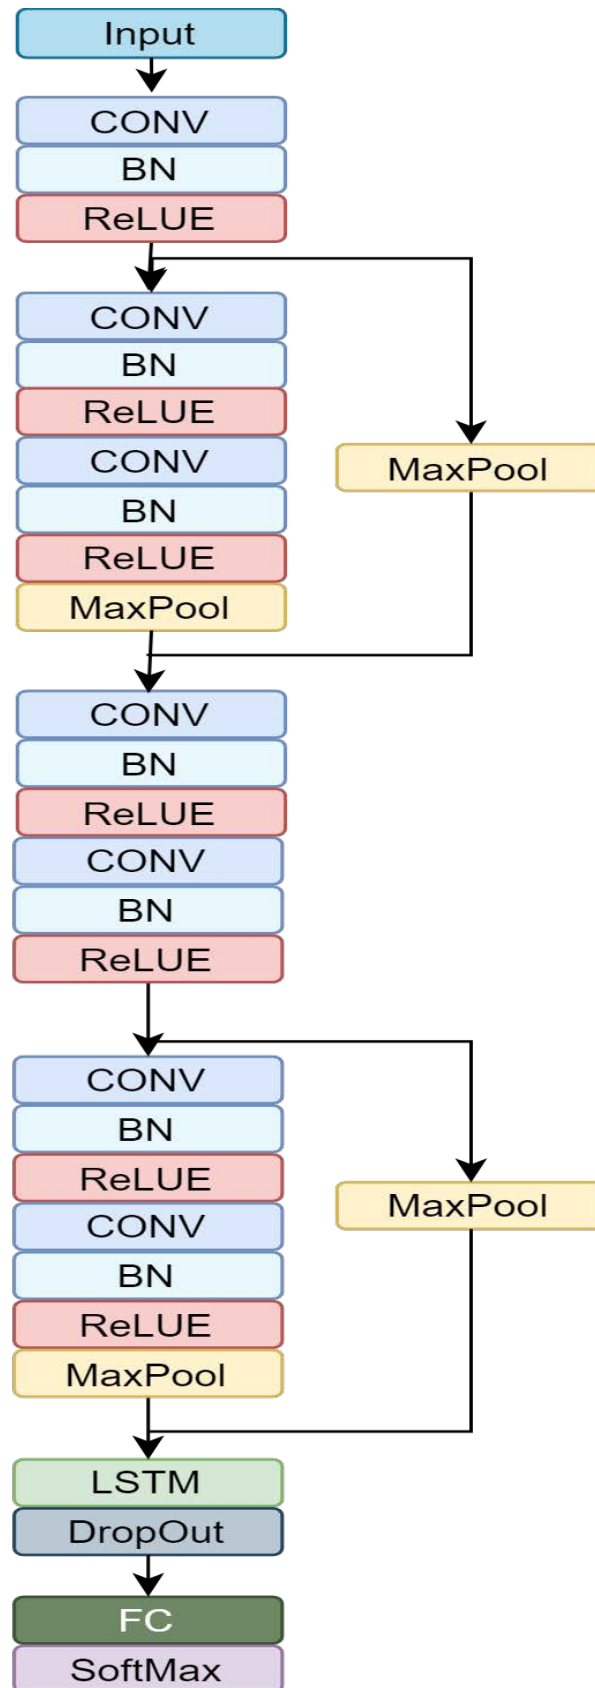 Input
CONV
BN
ReLUE
CONV
BN
ReLUE
CONV
BN
ReLUE
MaxPool
MaxPool
CONV
BN
ReLUE
CONV
BN
ReLUE
CONV
BN
ReLUE
CONV
BN
ReLUE
MaxPool
MaxPool
LSTM
DropOut
FC
SoftMax